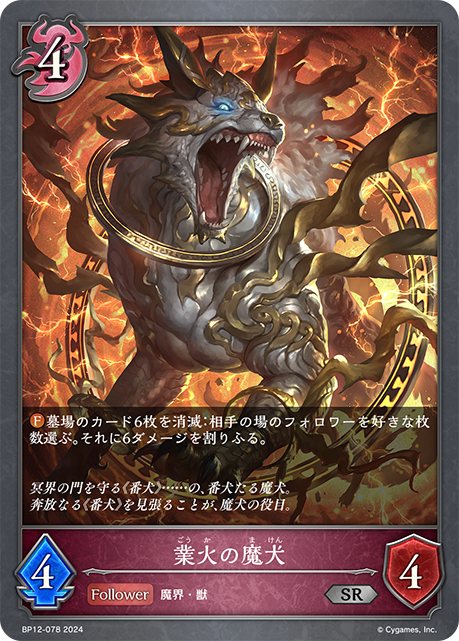 4
Ⓕ墓場のカード6枚を消滅:相手の場のフォロワーを好きな枚
数選ぶ。それに6ダメージを割りふる。
冥界の門を守る《番犬》……の、番犬たる魔犬。
奔放なる《番犬》を見張ることが、魔犬の役目。
ごうか まけん
業火の魔犬
4
Follower 魔界・獣 SR
4
BP12-078 2024 © Cygames, Inc.